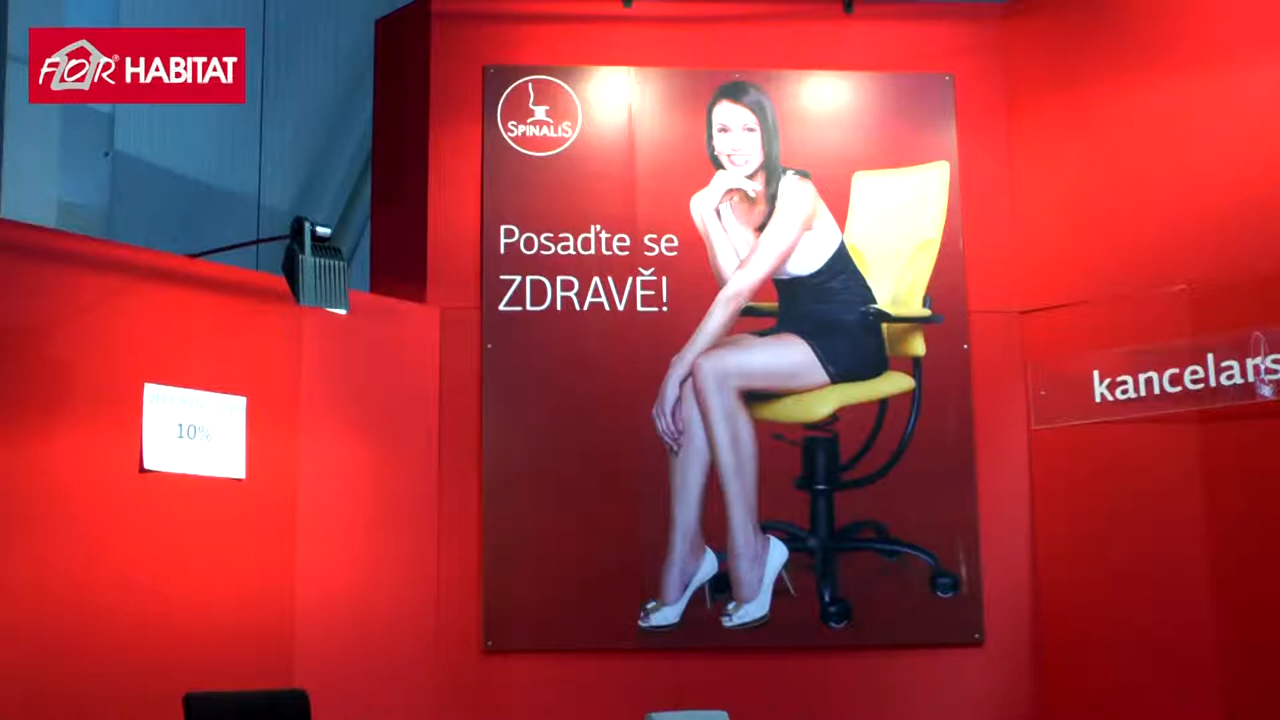 FOR® HABITAT
SPINALIS
Posaďte se
ZDRAVĚ!
10%
kancelars